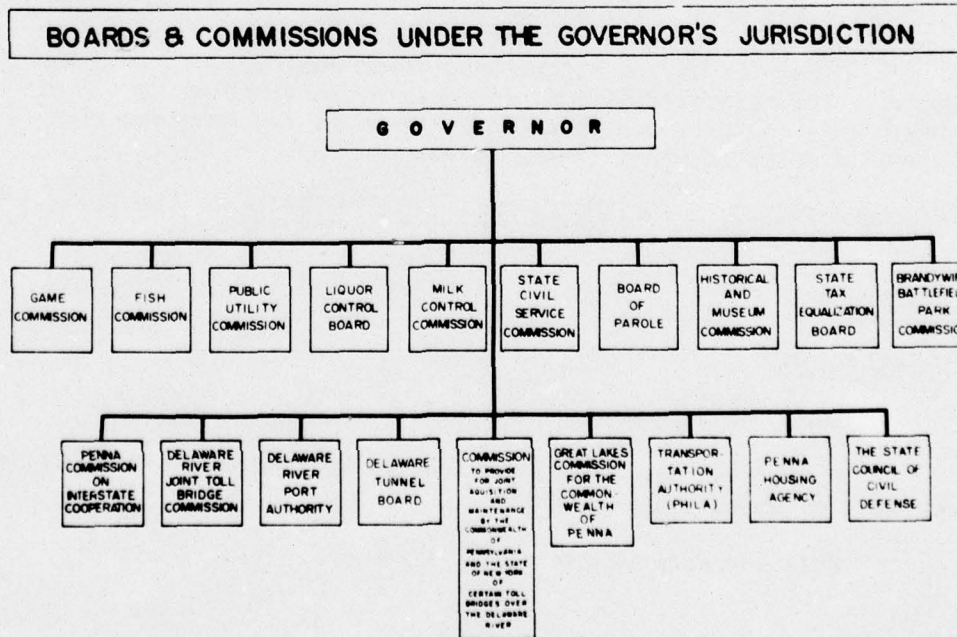 BOARDS & COMMISSIONS UNDER THE GOVERNOR'S JURISDICTION
GOVERNOR
GAME
COMMISSION
FISH
COMMISSION
PUBLIC
UTILITY
COMMISSION
LIQUOR
CONTROL
BOARD
MILK
CONTROL
COMMISSION
STATE
CIVIL
SERVICE
COMMISSION
BOARD
OF
PAROLE
HISTORICAL
AND
MUSEUM
COMMISSION
STATE
TAX
EQUALIZATION
BOARD
BRANDYWI
BATTLEFIE
PARK
COMMISSI
PENNA
COMMISSION
ON
INTERSTATE
COOPERATION
DELAWARE
RIVER
JOINT TOLL
BRIDGE
COMMISSION
DELAWARE
RIVER
PORT
AUTHORITY
DELAWARE
TUNNEL
BOARD
COMMISSION
TO PROVIDE
FOR JOINT
AQUISITION
AND
MAINTENANCE
BY THE
COMMONWEALTH
OF
PENNSYLVANIA
AND THE STATE
OF NEW YORK
OF
CERTAIN TOLL
BRIDGES OVER
THE DELAWARE
RIVER
GREAT LAKES
COMMISSION
FOR THE
COMMON-
WEALTH
OF
PENNA
TRANSPOR-
TATION
AUTHORITY
(PHILA)
PENNA
HOUSING
AGENCY
THE STATE
COUNCIL OF
CIVIL
DEFENSE